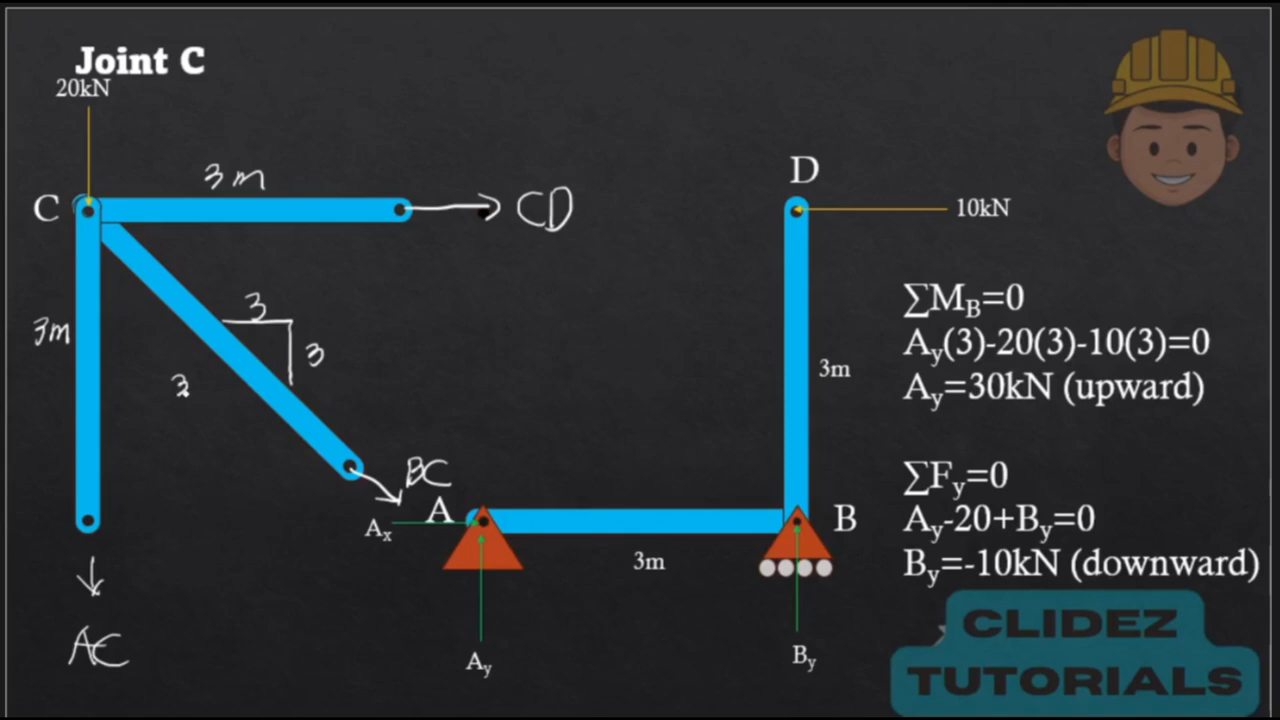 Joint C
20kN
3m
C
CD
D
10kN
3m
3
3
3
3m
BC
A
Ax
3m
B
AC
Ay
By
∑MB=0
Ay(3)-20(3)-10(3)=0
Ay=30kN (upward)
∑Fy=0
Ay-20+By=0
By=-10kN (downward)
CLIDEZ
TUTORIALS